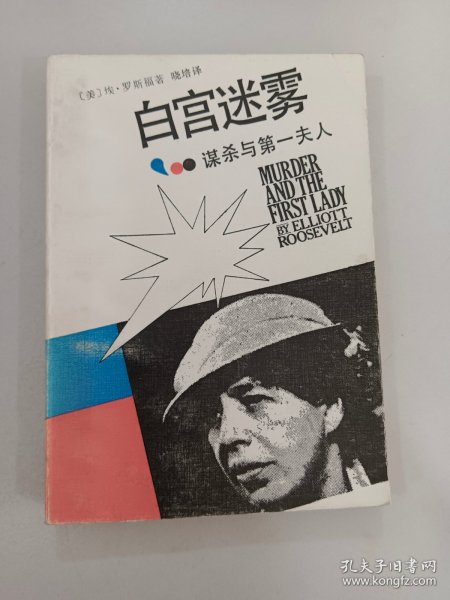 〔美〕埃·罗斯福著 晓培译
白宫迷雾
谋杀与第一夫人
MURDER
AND THE
FIRST LADY
BY ELLIOTT
ROOSEVELT
孔夫子旧书网
www.kongfz.com